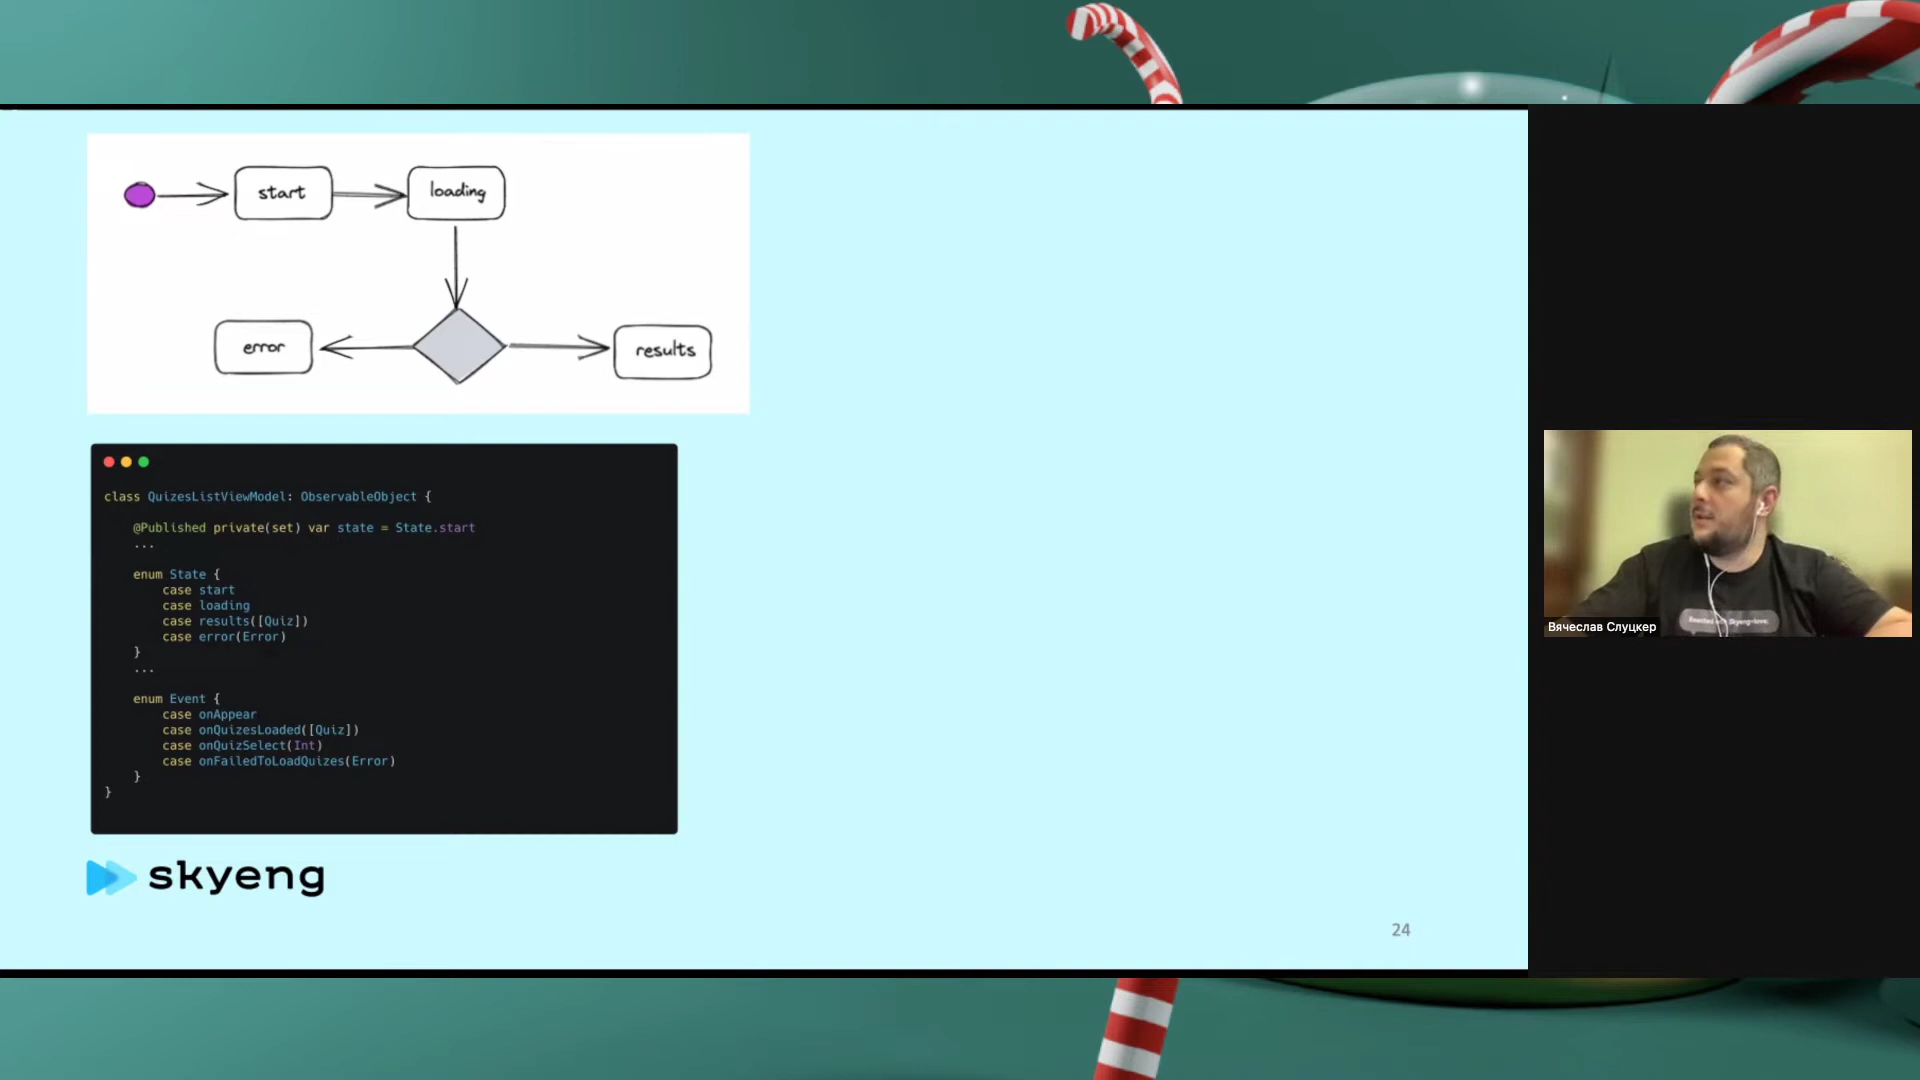 start
loading
error
results
class QuizesListViewModel: ObservableObject {
@Published private(set) var state = State.start
...
enum State {
case start
case loading
case results([Quiz])
case error(Error)
}
...
enum Event {
case onAppear
case onQuizesLoaded([Quiz])
case onQuizSelect(Int)
case onFailedToLoadQuizes(Error)
}
}
skyeng
24
Вячеслав Слуцкер